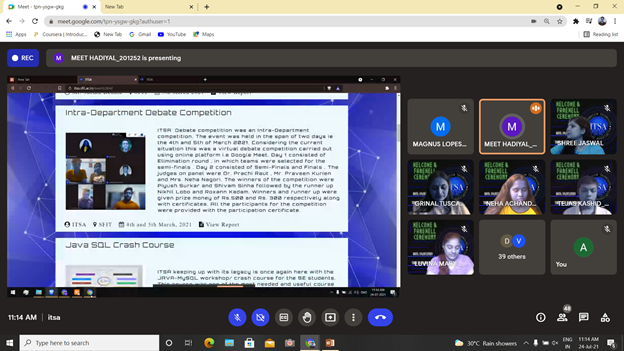 Meet - tpn-ysgw-gkg
New Tab
meet.google.com/tpn-ysgw-gkg?authuser=1
Apps
Coursera | Introduc...
New Tab
Google
Gmail
YouTube
Maps
Reading list
REC
M
MEET HADIYAL_201252 is presenting
Intra-Department Debate Competition
ITSA Debate competition was an Intra-Department
competition. The event was held in the span of two days i.e
the 4th and 5th of March 2021. Considering the current
situation this was a virtual debate competition carried out
using online platform i.e Google Meet. Day 1 consisted of
Elimination round , in which teams were selected for the
semi-finals . Day 2 consisted of Semi-Finals and Finals . The
judges on panel were Dr. Prachi Raut , Mr. Praveen Kurien
and Mrs. Neha Nagori. The winners of the competition were
Piyush Surkar and Shivam Sinha followed by the runner up
Nikhil Lobo and Roxann Kadam. Winners and runner up were
given prize money of Rs.500 and Rs. 300 respectively along
with certificates. All the participants for the competition
were provided with the participation certificate.
ITSA
SFIT
4th and 5th March, 2021
View Report
Java SQL Crash Course
ITSA keeping up with its legacy is once again here with the
JAVA-MySQL workshop/ crash course for the SE students.
M
MAGNUS LOPES...
M
MEET HADIYAL_...
SHREE JASWAL
GRINAL TUSCA...
NEHA ACHAND...
TEJAS KASHID
LUVINA MAR...
D V
39 others
A
You
11:14 AM
itsa
48
Type here to search
30°C Rain showers
ENG
IN
11:14 AM
24-Jul-21